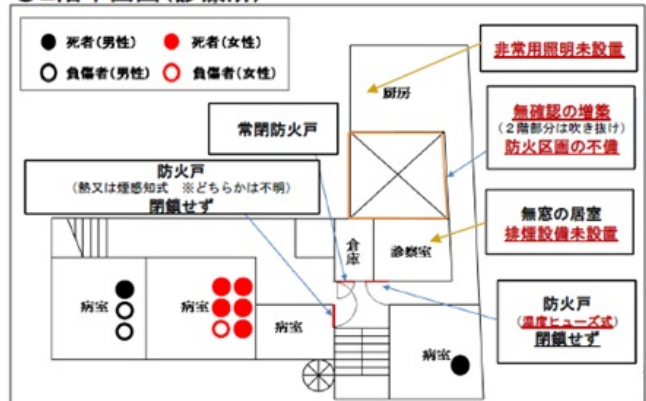 死者(男性)
死者(女性)
負傷者(男性)
負傷者(女性)
非常用照明未設置
厨房
常閉防火戸
無確認の増築
(2階部分は吹き抜け)
防火区画の不備
防火戸
(熱又は煙感知式 ※どちらかは不明)
閉鎖せず
無窓の居室
排煙設備未設置
倉庫
診察室
病室
病室
病室
病室
防火戸
(温度ヒューズ式)
閉鎖せず